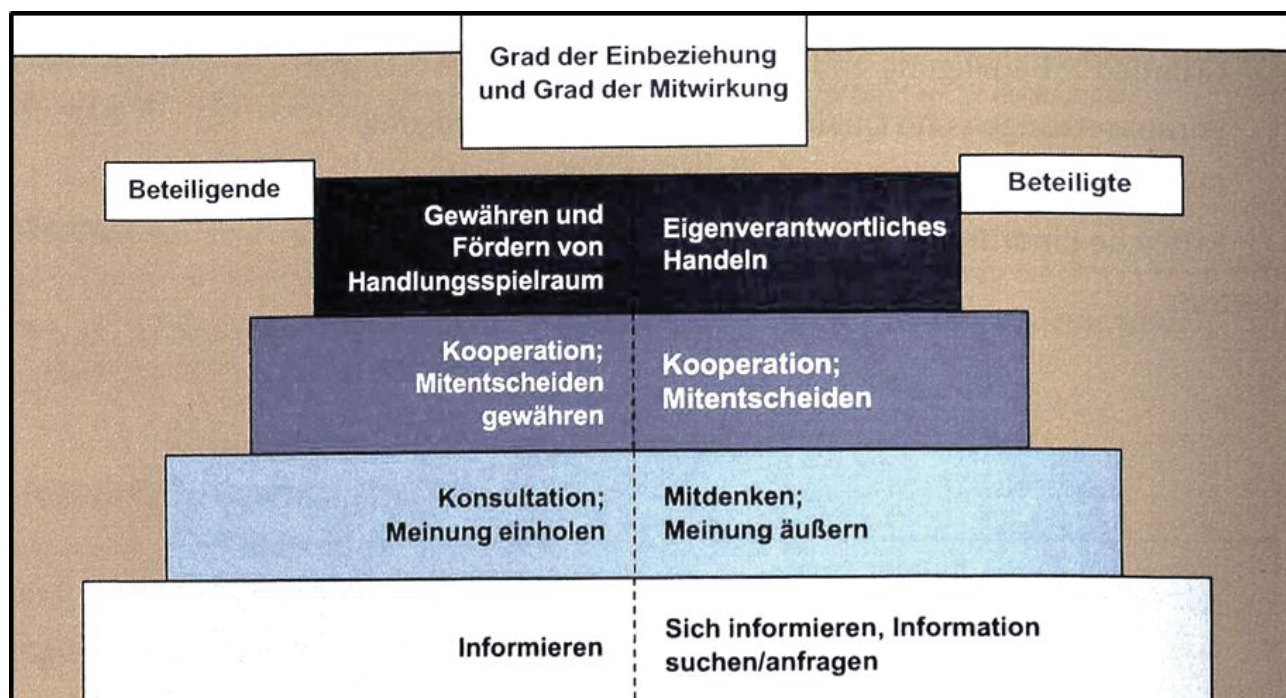 Grad der Einbeziehung
und Grad der Mitwirkung
Beteiligende
Beteiligte
Gewähren und
Fördern von
Handlungsspielraum
Eigenverantwortliches
Handeln
Kooperation;
Mitentscheiden
gewähren
Kooperation;
Mitentscheiden
Konsultation;
Meinung einholen
Mitdenken;
Meinung äußern
Informieren
Sich informieren, Information
suchen/anfragen